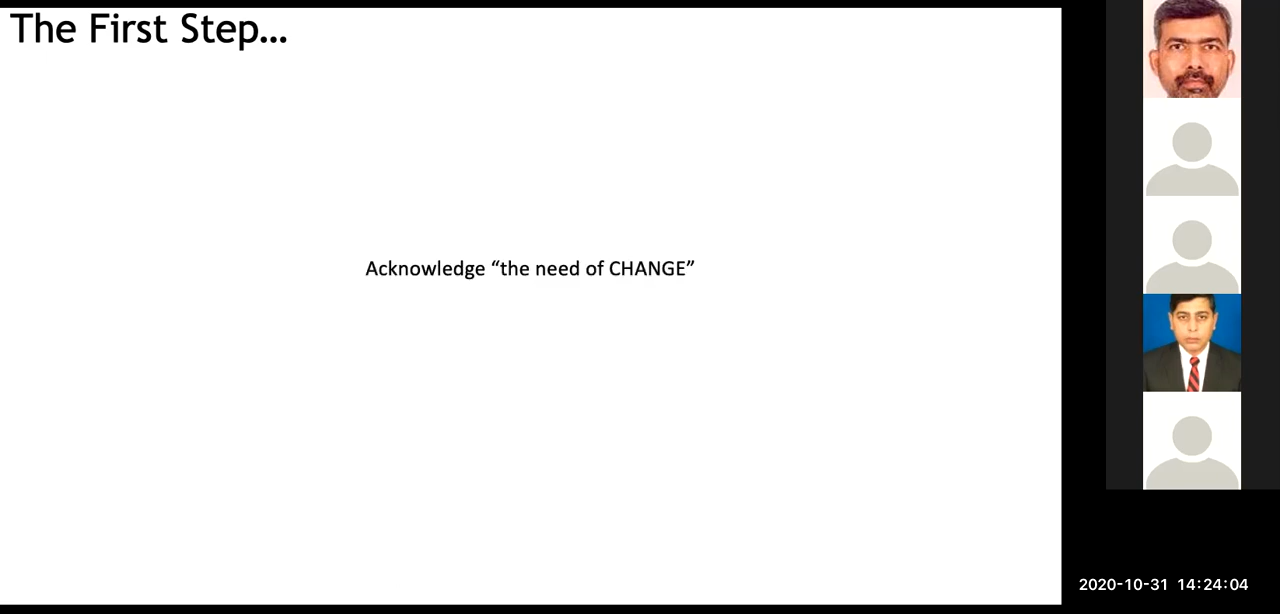 The First Step...
Acknowledge “the need of CHANGE”
2020-10-31 14:24:04